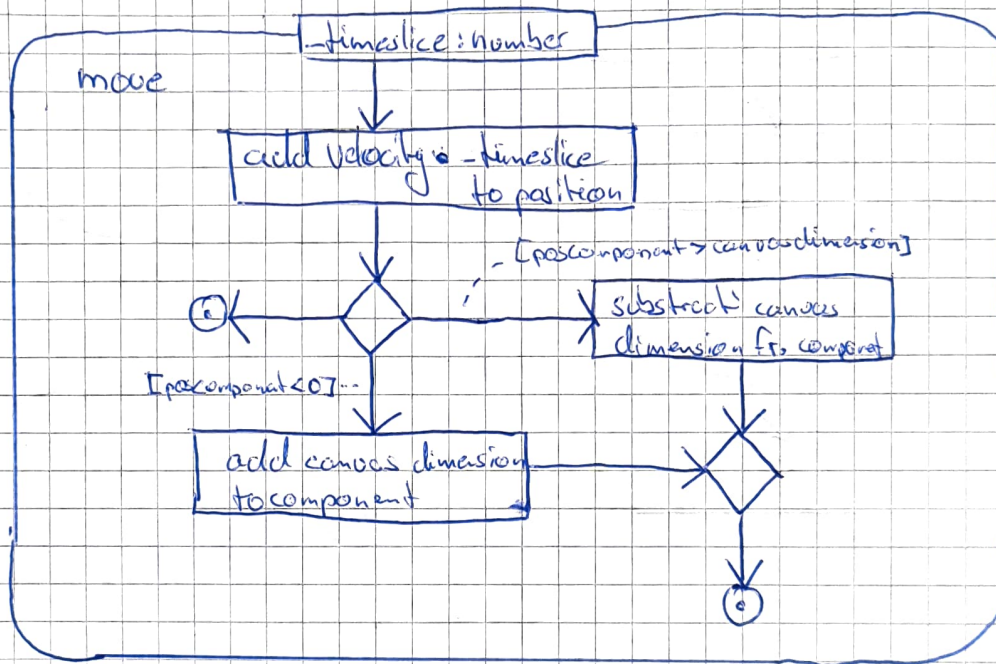 _timeslice : number
move
add velocity • _timeslice
to position
[poscomponent > canvasdimension]
substract canvas
dimension fr. component
[poscomponent < 0]
add canvas dimension
to component